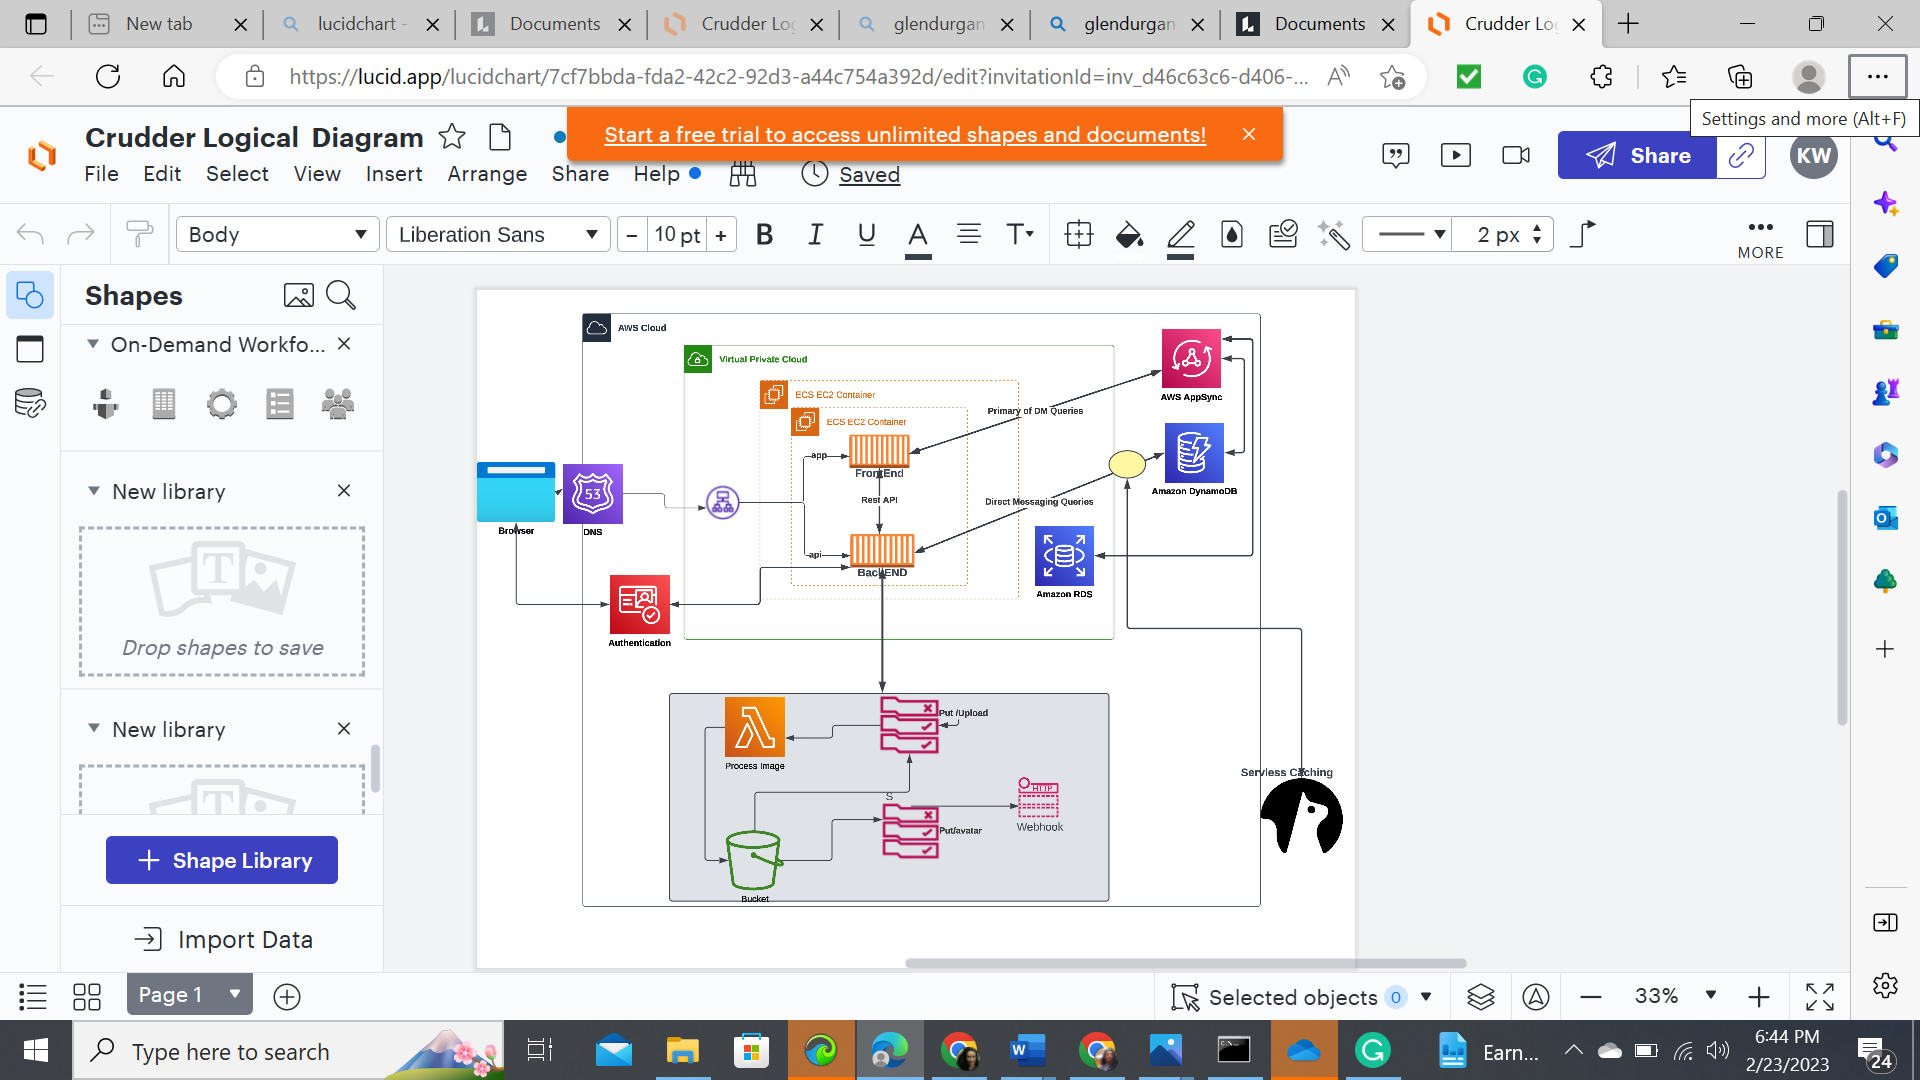 New tab
lucidchart -
Documents
Crudder Lo
glendurgan
glendurgan
Documents
Crudder Lo
https://lucid.app/lucidchart/7cf7bbda-fda2-42c2-92d3-a44c754a392d/edit?invitationId=inv_d46c63c6-d406-...
Settings and more (Alt+F)
Crudder Logical Diagram
Start a free trial to access unlimited shapes and documents!
File Edit Select View Insert Arrange Share Help
Saved
Share
KW
Body
Liberation Sans
- 10 pt +
B I U A T
2 px
MORE
Shapes
On-Demand Workfo...
New library
Drop shapes to save
New library
+ Shape Library
Import Data
AWS Cloud
Virtual Private Cloud
ECS EC2 Container
ECS EC2 Container
AWS AppSync
Primary of DM Queries
app
FrontEnd
Rest API
Amazon DynamoDB
Direct Messaging Queries
53
Browser
DNS
api
BackEND
Amazon RDS
Authentication
Put /Upload
Process Image
Servless Caching
S
HTTP
Webhook
Put/avatar
Bucket
Page 1
Selected objects 0
33%
Type here to search
Earn...
6:44 PM
2/23/2023
24